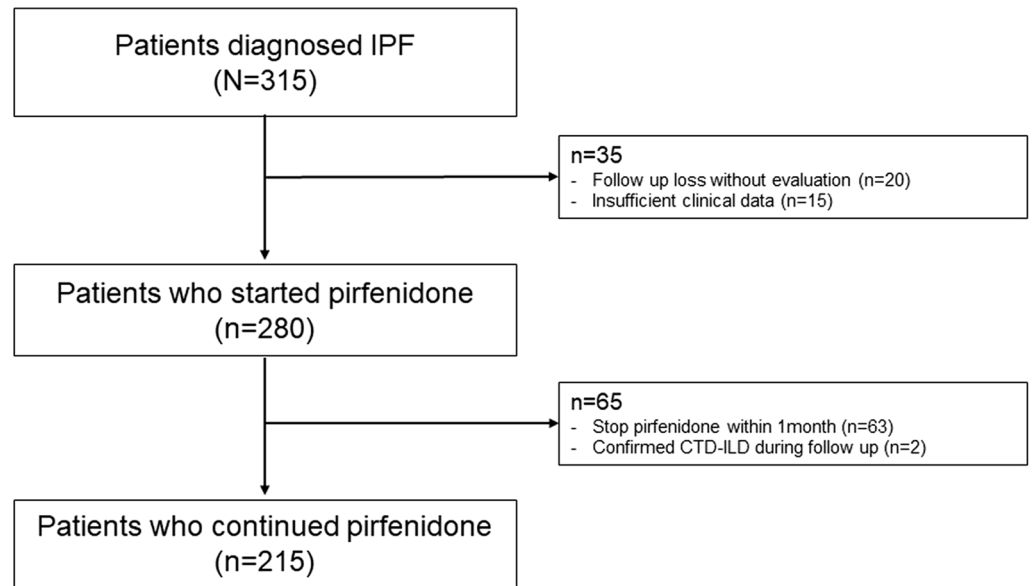 Patients diagnosed IPF
(N=315)
n=35
- Follow up loss without evaluation (n=20)
- Insufficient clinical data (n=15)
Patients who started pirfenidone
(n=280)
n=65
- Stop pirfenidone within 1month (n=63)
- Confirmed CTD-ILD during follow up (n=2)
Patients who continued pirfenidone
(n=215)